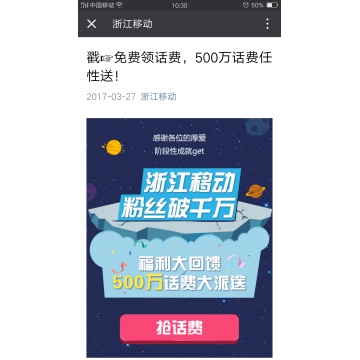 中国移动
10:30
50%
浙江移动
戳☞免费领话费，500万话费任
性送！
2017-03-27 浙江移动
感谢各位的厚爱
阶段性成就get
浙江移动
粉丝破千万
福利大回馈
500万话费大派送
抢话费